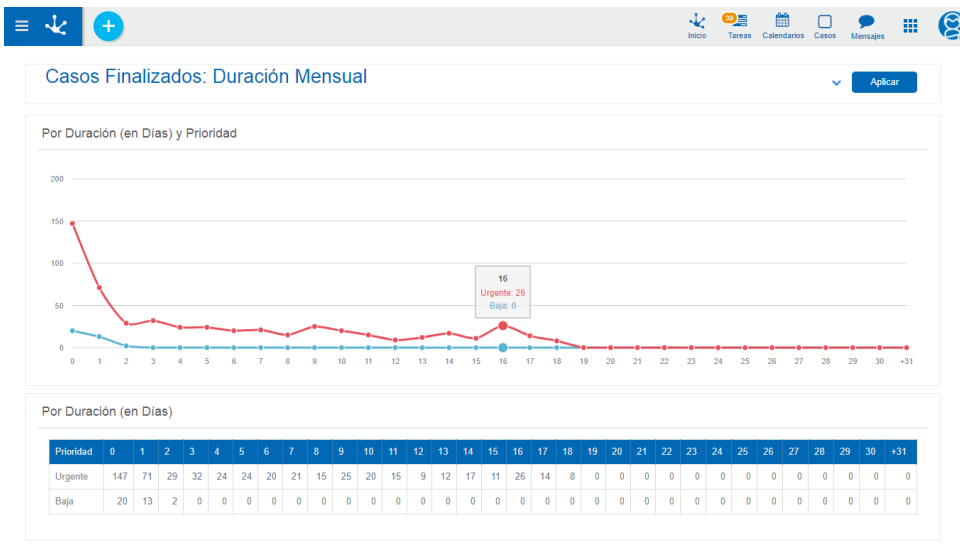 39
Inicio Tareas Calendarios Casos Mensajes
Casos Finalizados: Duración Mensual
Aplicar
Por Duración (en Días) y Prioridad
200
150
100
50
0
16
Urgente: 26
Baja: 0
0 1 2 3 4 5 6 7 8 9 10 11 12 13 14 15 16 17 18 19 20 21 22 23 24 25 26 27 28 29 30 +31
Por Duración (en Días)
Prioridad 0 1 2 3 4 5 6 7 8 9 10 11 12 13 14 15 16 17 18 19 20 21 22 23 24 25 26 27 28 29 30 +31
Urgente 147 71 29 32 24 24 20 21 15 25 20 15 9 12 17 11 26 14 8 0 0 0 0 0 0 0 0 0 0 0 0 0
Baja 20 13 2 0 0 0 0 0 0 0 0 0 0 0 0 0 0 0 0 0 0 0 0 0 0 0 0 0 0 0 0 0